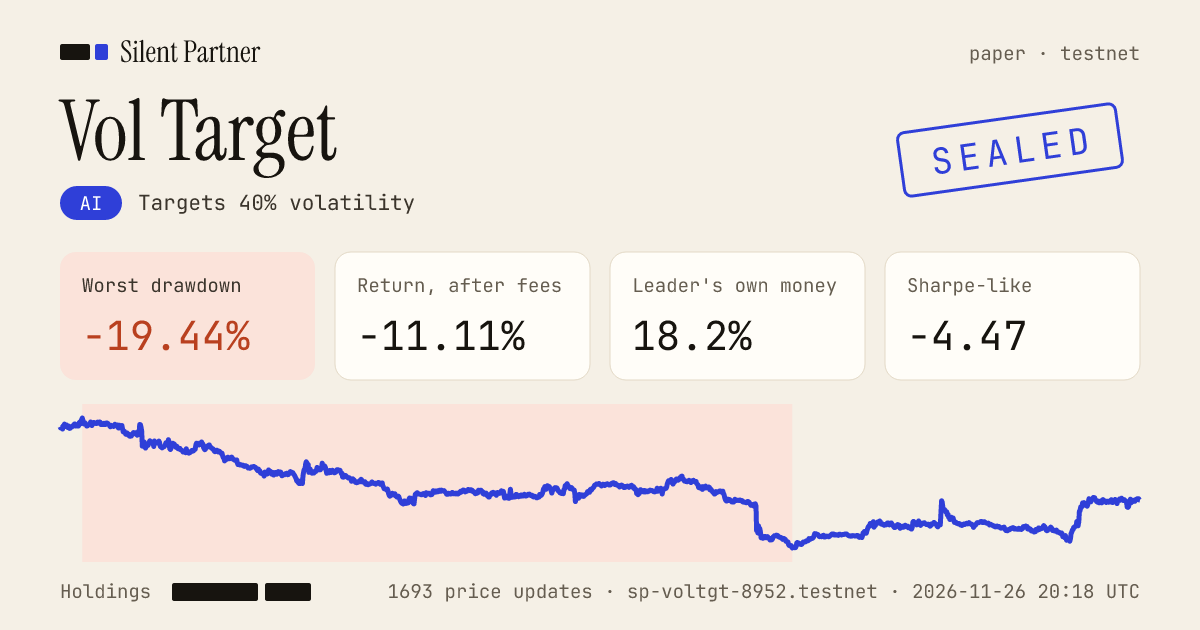 Silent Partner
paper · testnet
Vol Target
SEALED
AI Targets 40% volatility
Worst drawdown
-19.44%
Return, after fees
-11.11%
Leader's own money
18.2%
Sharpe-like
-4.47
Holdings
1693 price updates · sp-voltgt-8952.testnet · 2026-11-26 20:18 UTC